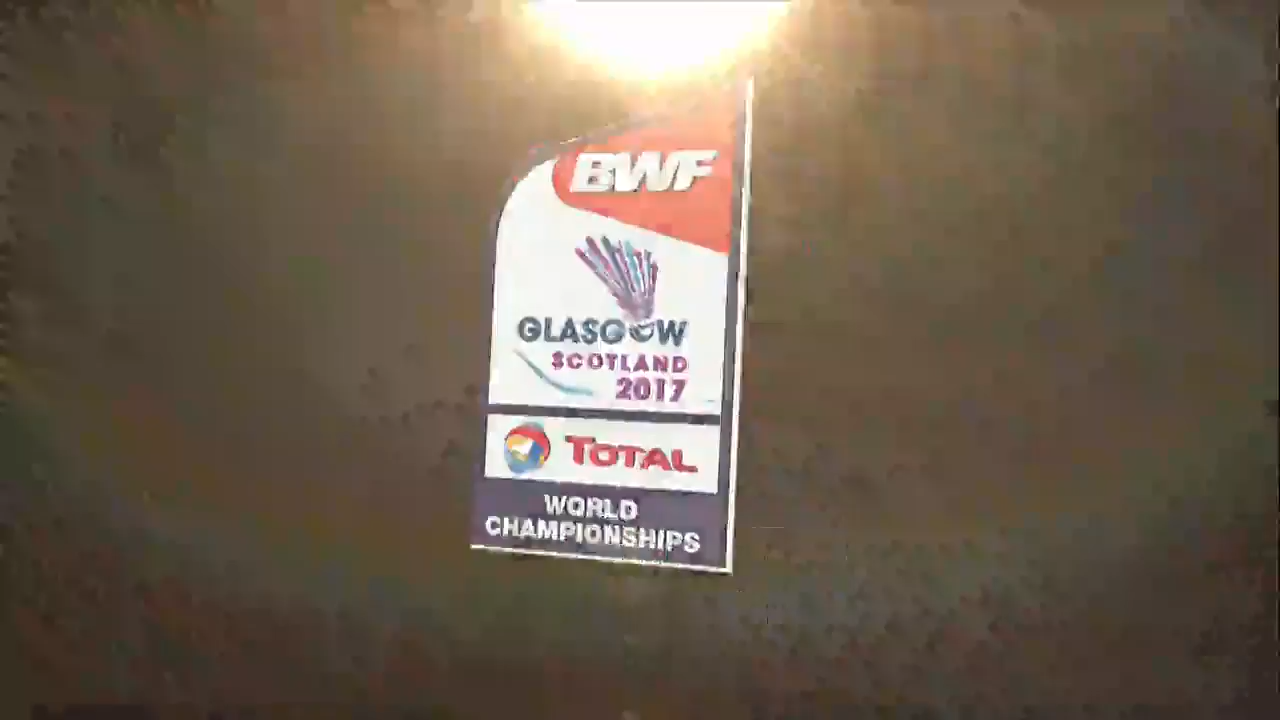 BWF
GLASGOW
SCOTLAND
2017
TOTAL
WORLD
CHAMPIONSHIPS